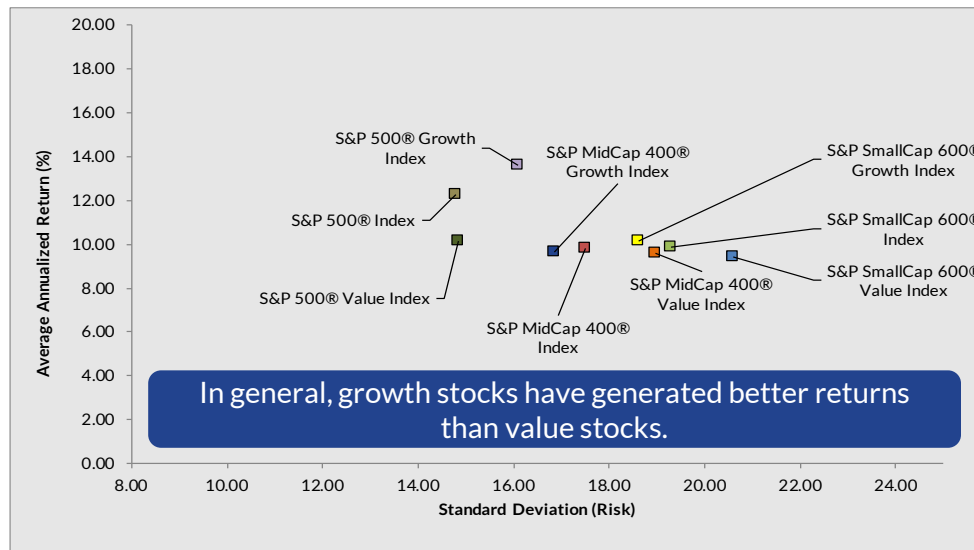 20.00
18.00
16.00
14.00
12.00
10.00
8.00
6.00
4.00
2.00
0.00
Average Annualized Return (%)
S&P 500® Growth
Index
S&P 500® Index
S&P 500® Value Index
S&P MidCap 400®
Growth Index
S&P MidCap 400®
Index
S&P SmallCap 600®
Growth Index
S&P SmallCap 600®
Index
S&P SmallCap 600®
Value Index
S&P MidCap 400®
Value Index
In general, growth stocks have generated better returns
than value stocks.
8.00 10.00 12.00 14.00 16.00 18.00 20.00 22.00 24.00
Standard Deviation (Risk)